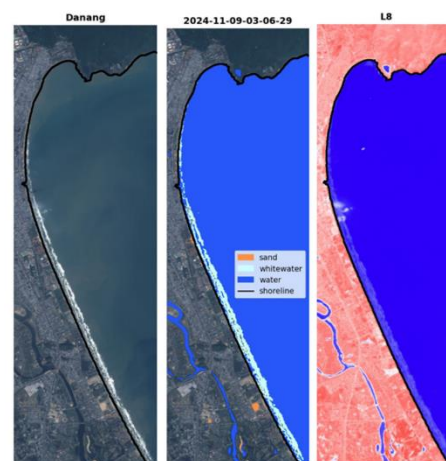 Danang
2024-11-09-03-06-29
L8
sand
whitewater
water
shoreline